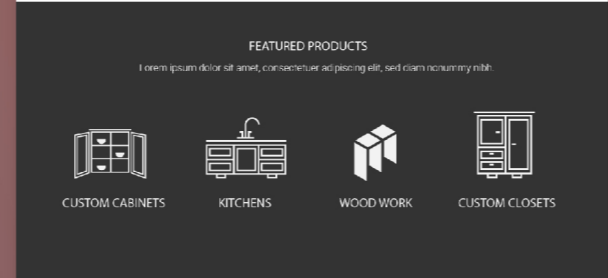 FEATURED PRODUCTS
Lorem ipsum dolor sit amet, consectetuer adipiscing elit, sed diam nonummy nibh.
CUSTOM CABINETS
KITCHENS
WOOD WORK
CUSTOM CLOSETS